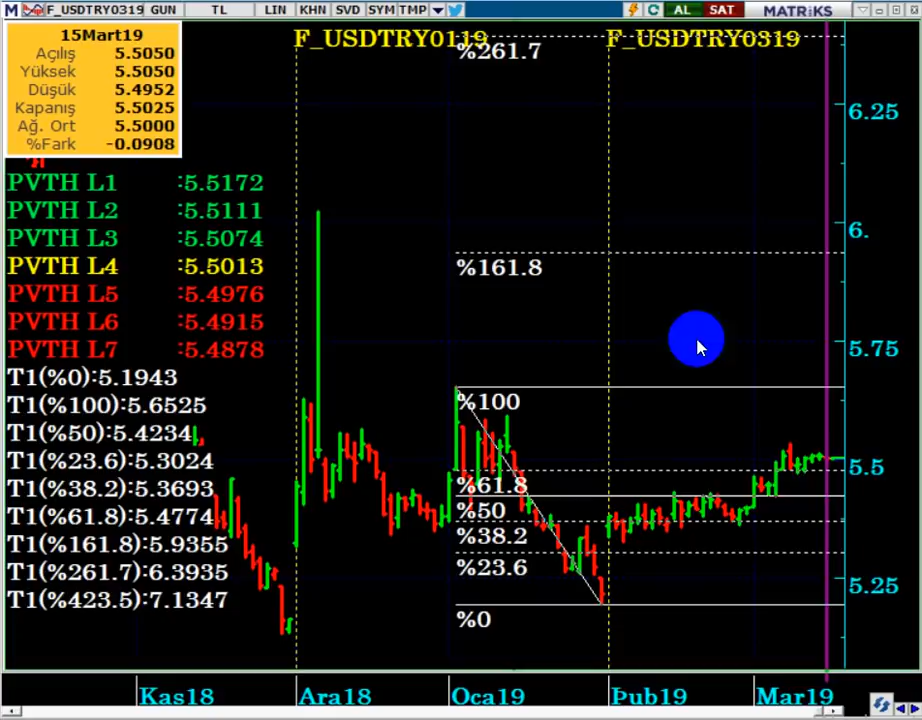 M F_USDTRY0319 GUN TL LIN KHN SVD SYM TMP AL SAT MATRiKS
15Mart19
Açılış 5.5050
Yüksek 5.5050
Düşük 5.4952
Kapanış 5.5025
Ağ. Ort 5.5000
%Fark -0.0908
F_USDTRY0119
F_USDTRY0319
%261.7
6.25
PVTH L1 :5.5172
PVTH L2 :5.5111
6.
PVTH L3 :5.5074
PVTH L4 :5.5013
%161.8
PVTH L5 :5.4976
PVTH L6 :5.4915
PVTH L7 :5.4878
5.75
T1(%0):5.1943
T1(%100):5.6525
%100
T1(%50):5.4234
T1(%23.6):5.3024
5.5
T1(%38.2):5.3693
%61.8
T1(%61.8):5.4774
%50
T1(%161.8):5.9355
%38.2
T1(%261.7):6.3935
%23.6
5.25
T1(%423.5):7.1347
%0
Kas18 Ara18 Oca19 Þub19 Mar19